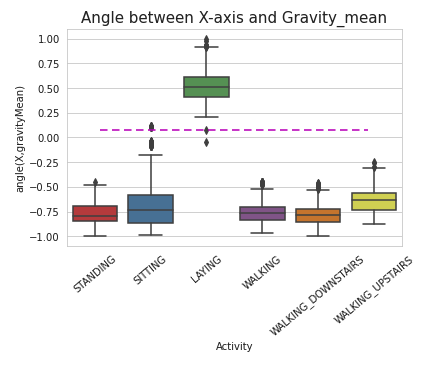 Angle between X-axis and Gravity_mean
1.00
0.75
0.50
0.25
0.00
−0.25
−0.50
−0.75
−1.00
angle(X,gravityMean)
STANDING
SITTING
LAYING
WALKING
WALKING_DOWNSTAIRS
WALKING_UPSTAIRS
Activity